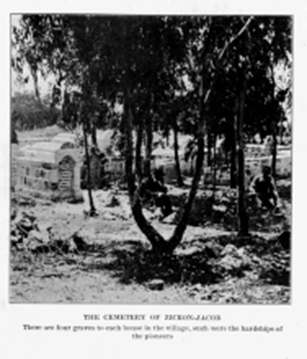 THE CEMETERY OF ZICRON-JACOB
There are four graves to each house in the village, such were the hardships of
the pioneers